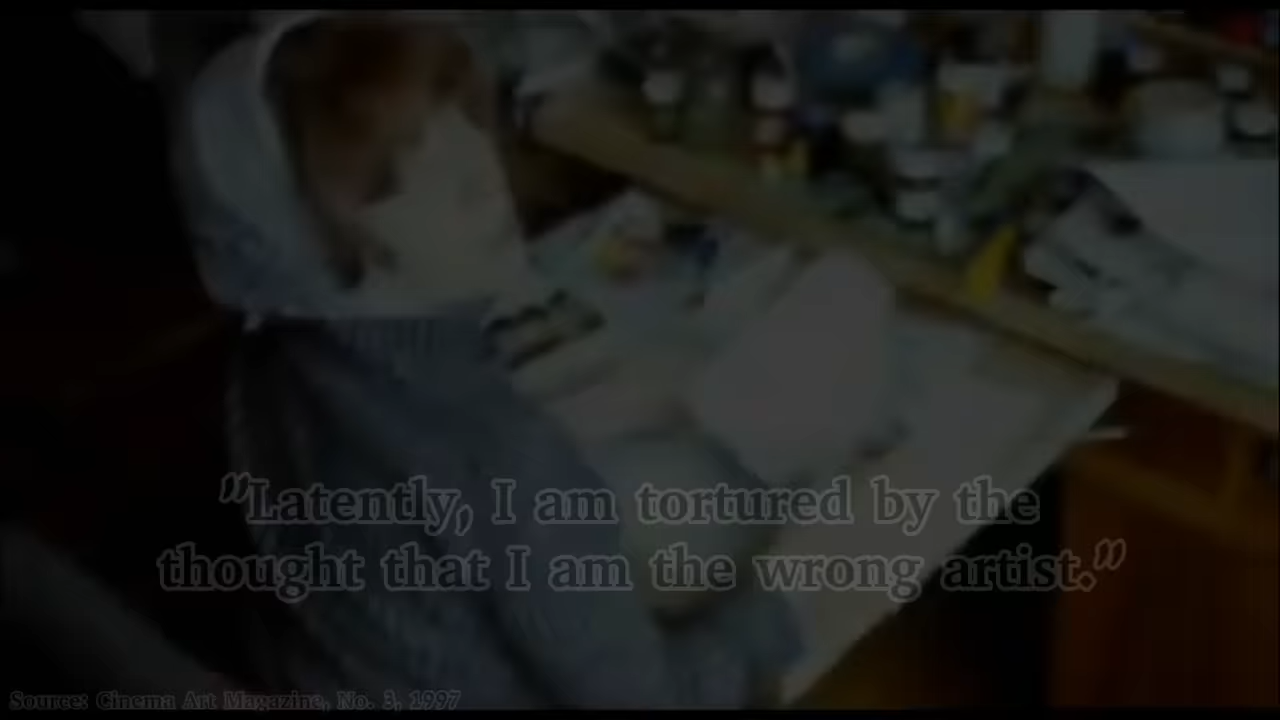 "Latently, I am tortured by the
thought that I am the wrong artist."
Source: Cinema Art Magazine, No. 3, 1997